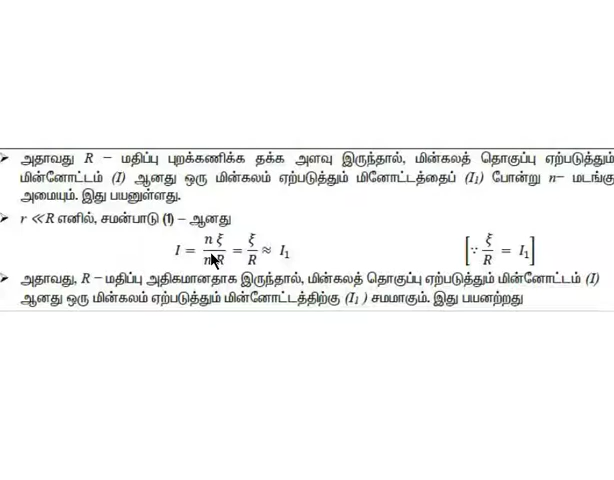 ➢ அதாவது R – மதிப்பு புறக்கணிக்க தக்க அளவு இருந்தால், மின்கலத் தொகுப்பு ஏற்படுத்தும்
மின்னோட்டம் (I) ஆனது ஒரு மின்கலம் ஏற்படுத்தும் மினோட்டத்தைப் (I₁) போன்று n– மடங்கு
அமையும். இது பயனுள்ளது.
➢ r ≪R எனில், சமன்பாடு (1) – ஆனது
I = n ξ / n R = ξ / R ≈ I₁ [∵ ξ / R = I₁]
➢ அதாவது, R – மதிப்பு அதிகமானதாக இருந்தால், மின்கலத் தொகுப்பு ஏற்படுத்தும் மின்னோட்டம் (I)
ஆனது ஒரு மின்கலம் ஏற்படுத்தும் மின்னோட்டத்திற்கு (I₁ ) சமமாகும். இது பயனற்றது